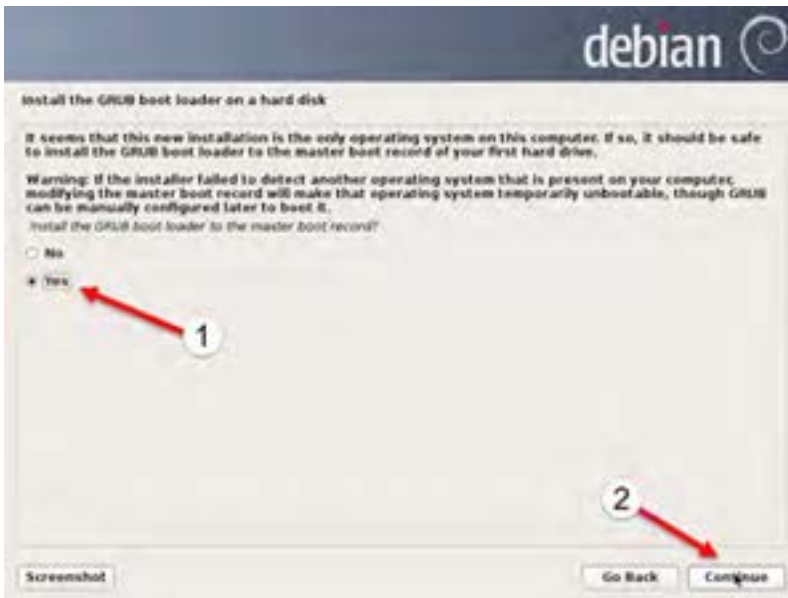 debian
Install the GRUB boot loader on a hard disk
It seems that this new installation is the only operating system on this computer. If so, it should be safe
to install the GRUB boot loader to the master boot record of your first hard drive.
Warning: If the installer failed to detect another operating system that is present on your computer,
modifying the master boot record will make that operating system temporarily unbootable, though GRUB
can be manually configured later to boot it.
Install the GRUB boot loader to the master boot record?
No
Yes
1
2
Screenshot
Go Back
Continue